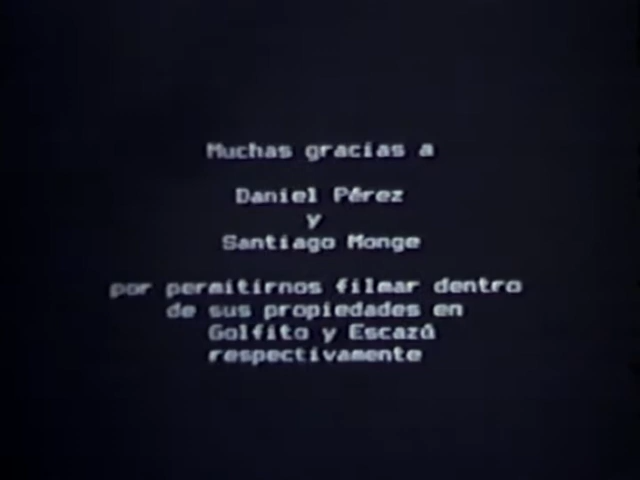 Muchas gracias a
Daniel Pérez
y
Santiago Monge
por permitirnos filmar dentro
de sus propiedades en
Golfito y Escazú
respectivamente